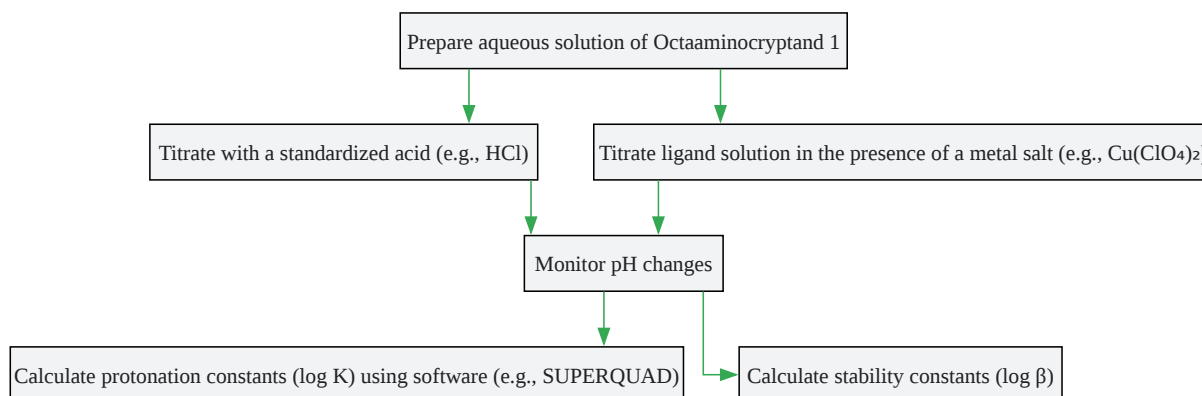 Prepare aqueous solution of Octaaminocryptand 1
Titrate with a standardized acid (e.g., HCl)
Titrate ligand solution in the presence of a metal salt (e.g., Cu(ClO₄)₂)
Monitor pH changes
Calculate protonation constants (log K) using software (e.g., SUPERQUAD)
Calculate stability constants (log β)